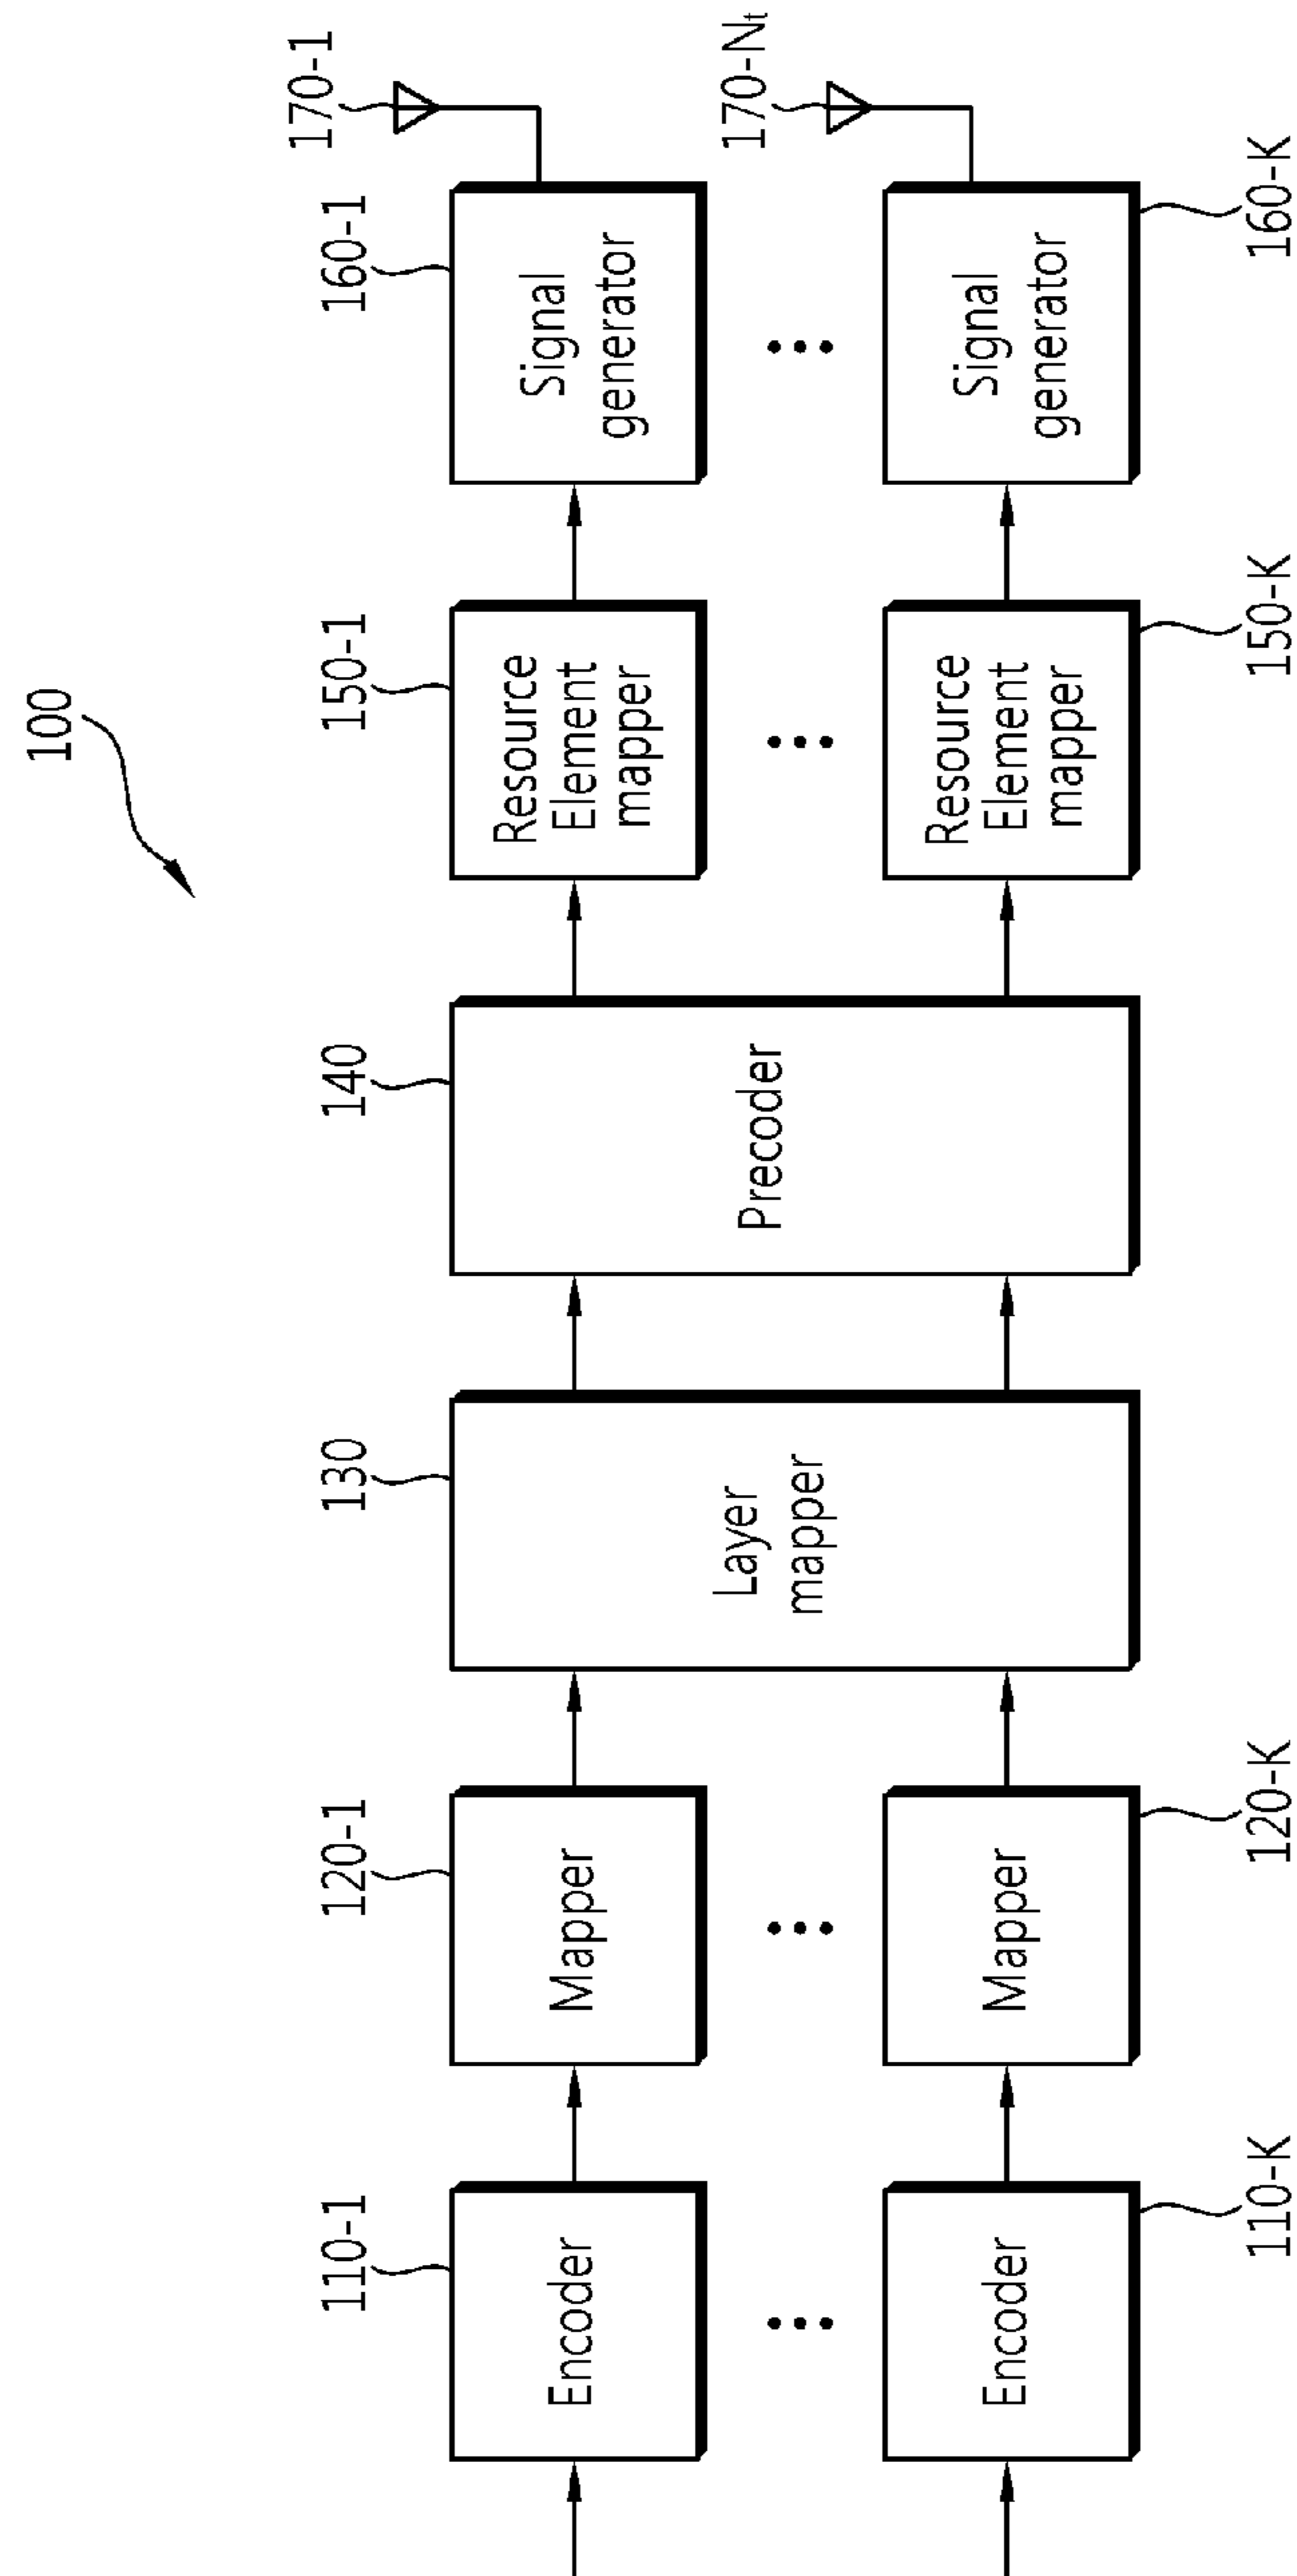 100
110-1
120-1
130
140
150-1
160-1
170-1
Encoder
Mapper
Layer
mapper
Precoder
Resource
Element
mapper
Signal
generator
170-Nt
Encoder
Mapper
Resource
Element
mapper
Signal
generator
110-K
120-K
150-K
160-K